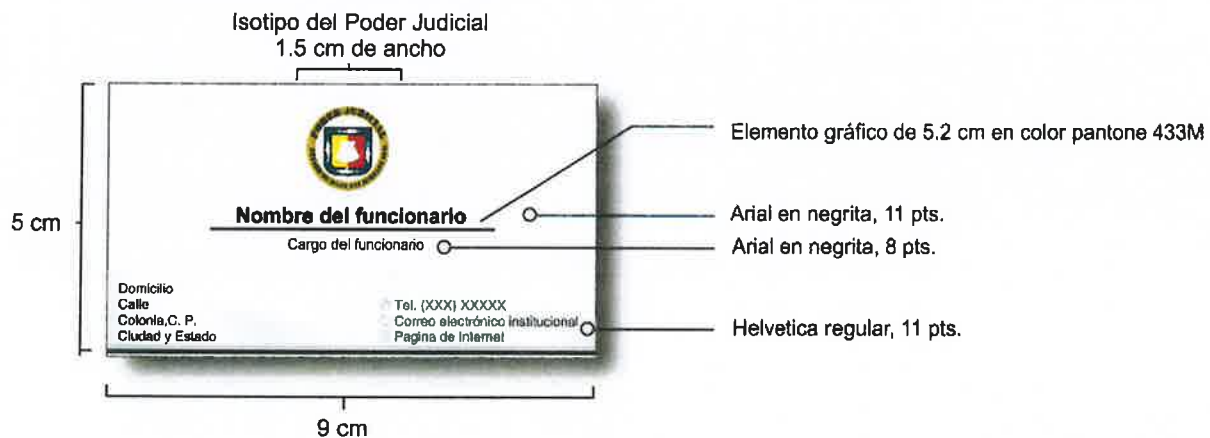 Isotipo del Poder Judicial
1.5 cm de ancho
PODER JUDICIAL
Elemento gráfico de 5.2 cm en color pantone 433M
5 cm
Nombre del funcionario
Arial en negrita, 11 pts.
Cargo del funcionario
Arial en negrita, 8 pts.
Domicilio
Calle
Colonia,C. P.
Ciudad y Estado
Tel. (XXX) XXXXX
Correo electrónico institucional
Pagina de Internet
Helvetica regular, 11 pts.
9 cm